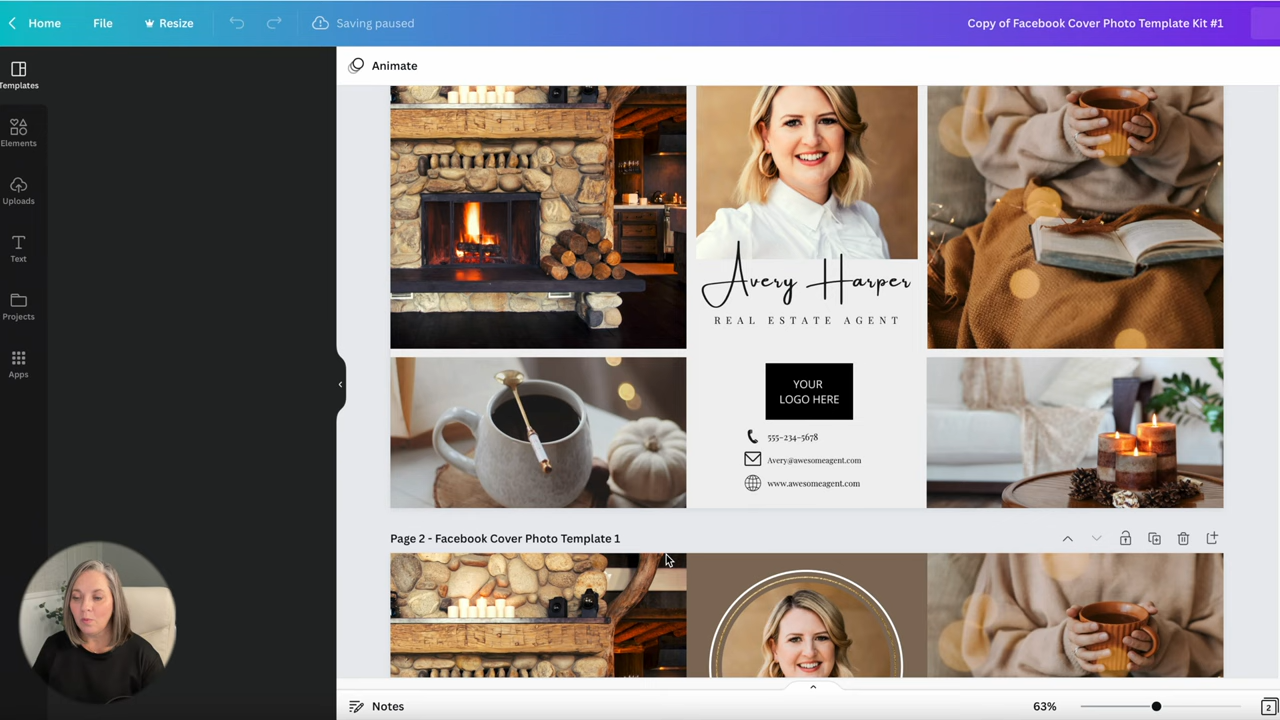 Home
File
Resize
Saving paused
Copy of Facebook Cover Photo Template Kit #1
Templates
Elements
Uploads
Text
Projects
Apps
Animate
Avery Harper
REAL ESTATE AGENT
YOUR
LOGO HERE
555-234-5678
Avery@awesomeagent.com
www.awesomeagent.com
Page 2 - Facebook Cover Photo Template 1
Notes
63%
2